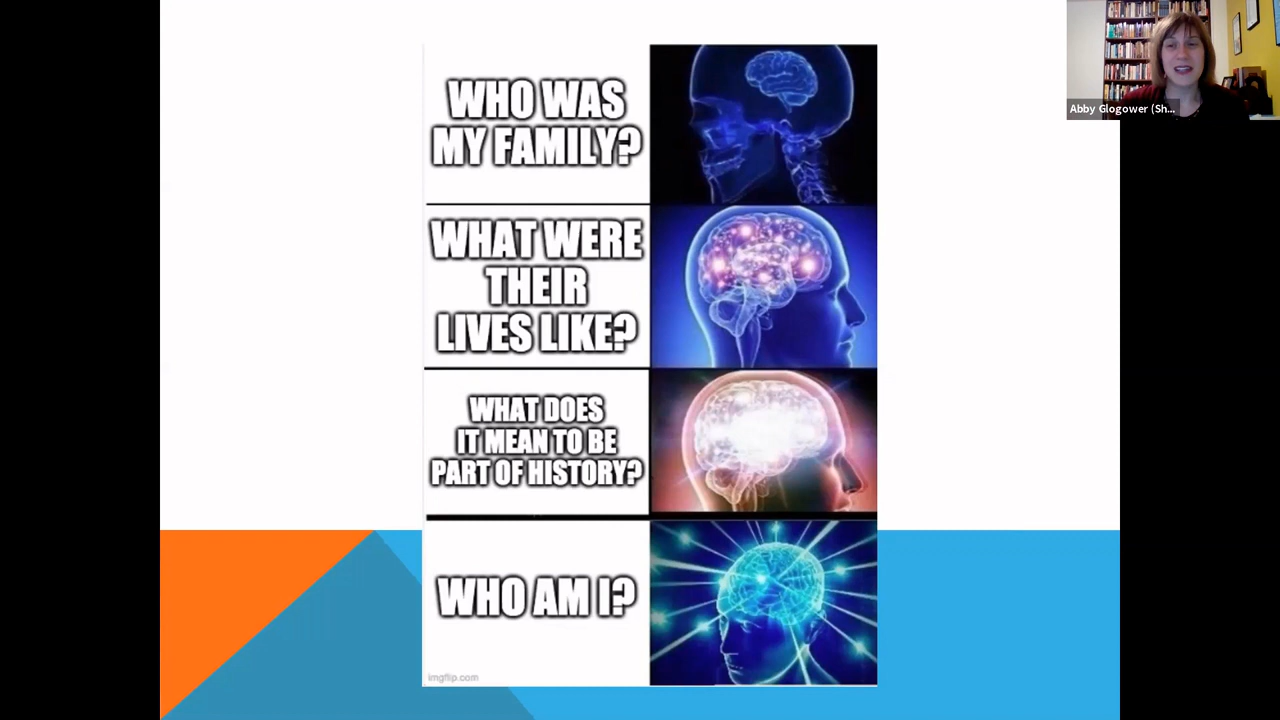 WHO WAS
MY FAMILY?
WHAT WERE
THEIR
LIVES LIKE?
WHAT DOES
IT MEAN TO BE
PART OF HISTORY?
WHO AM I?
imgflip.com
Abby Glogower (Sh...